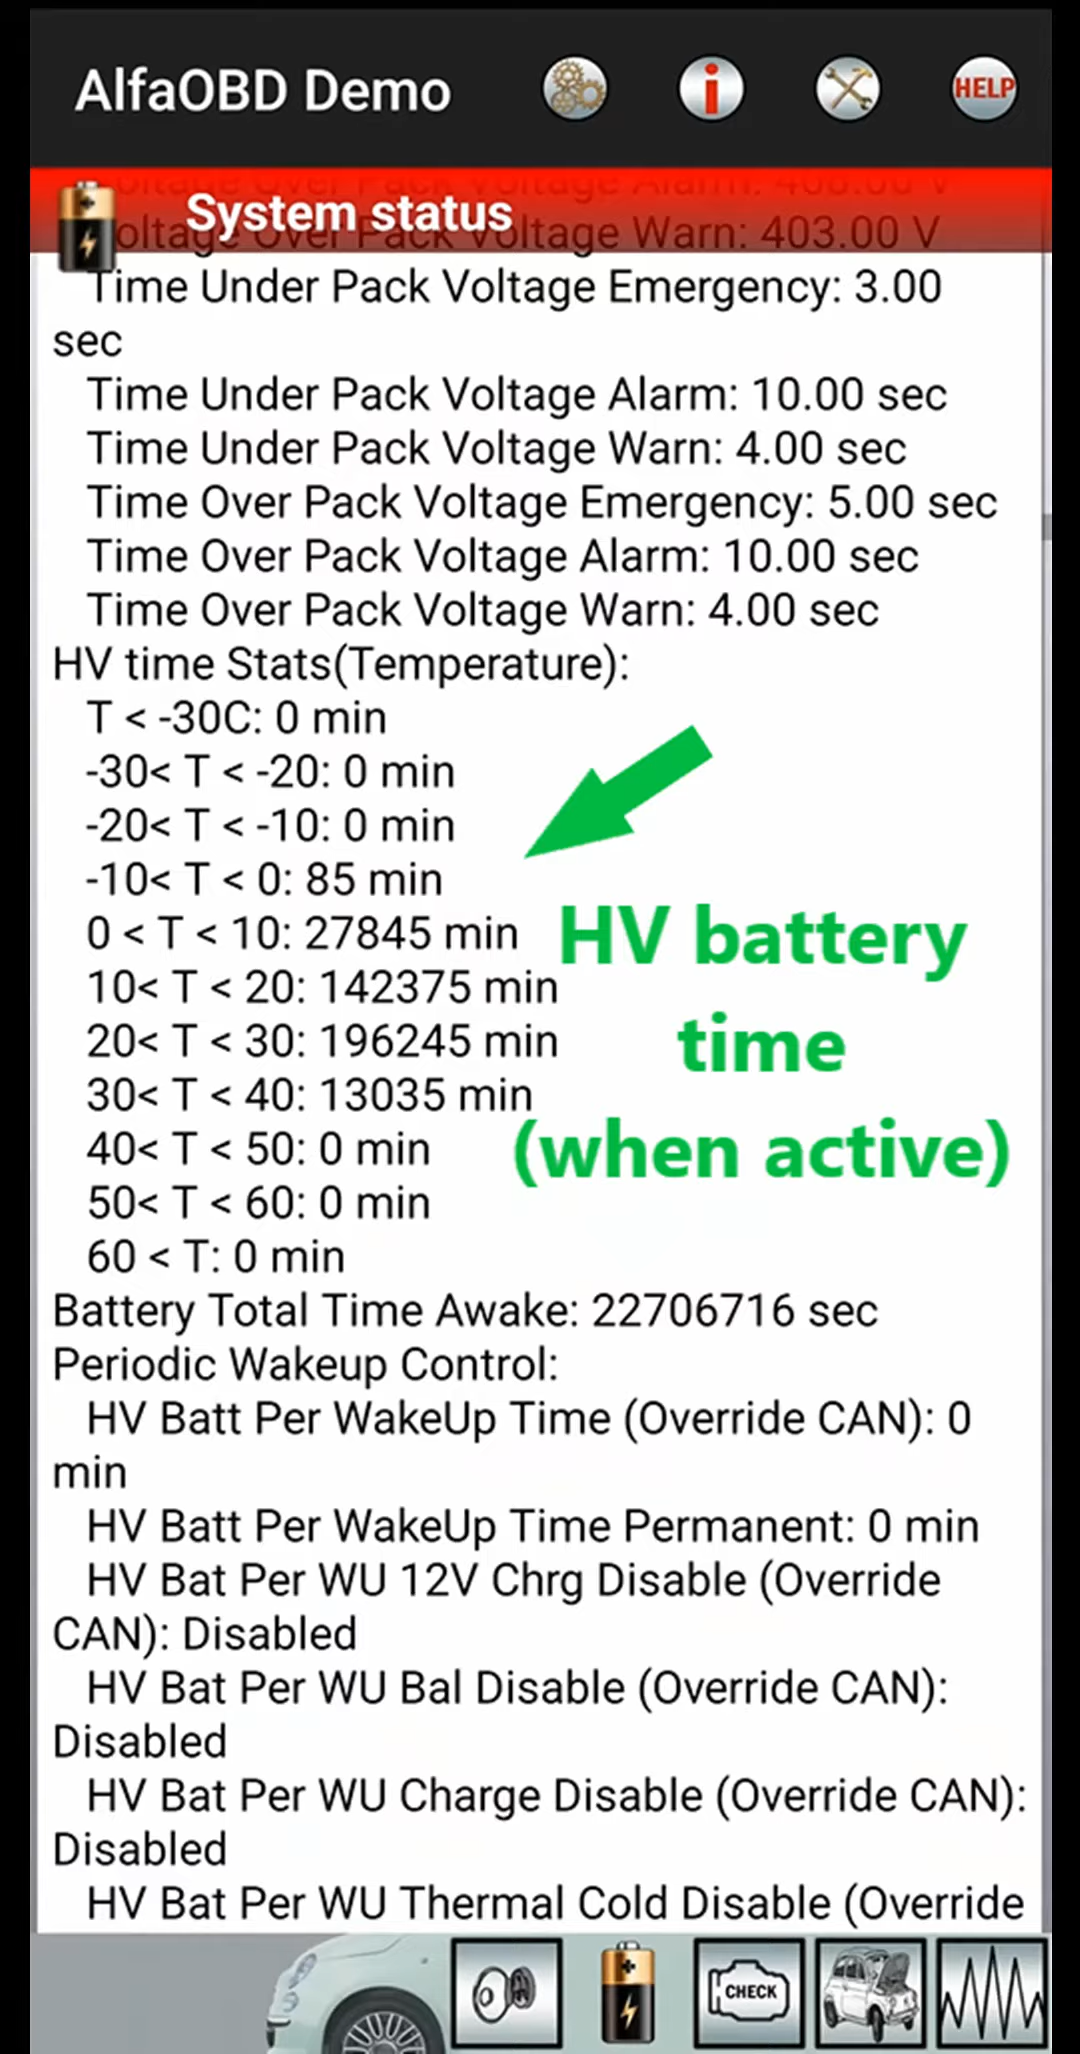 AlfaOBD Demo
HELP
Voltage Over Pack Voltage Alarm: 408.00 V
System status
Voltage Over Pack Voltage Warn: 403.00 V
Time Under Pack Voltage Emergency: 3.00
sec
Time Under Pack Voltage Alarm: 10.00 sec
Time Under Pack Voltage Warn: 4.00 sec
Time Over Pack Voltage Emergency: 5.00 sec
Time Over Pack Voltage Alarm: 10.00 sec
Time Over Pack Voltage Warn: 4.00 sec
HV time Stats(Temperature):
T < -30C: 0 min
-30< T < -20: 0 min
-20< T < -10: 0 min
-10< T < 0: 85 min
0 < T < 10: 27845 min
10< T < 20: 142375 min
20< T < 30: 196245 min
30< T < 40: 13035 min
40< T < 50: 0 min
50< T < 60: 0 min
60 < T: 0 min
HV battery
time
(when active)
Battery Total Time Awake: 22706716 sec
Periodic Wakeup Control:
HV Batt Per WakeUp Time (Override CAN): 0
min
HV Batt Per WakeUp Time Permanent: 0 min
HV Bat Per WU 12V Chrg Disable (Override
CAN): Disabled
HV Bat Per WU Bal Disable (Override CAN):
Disabled
HV Bat Per WU Charge Disable (Override CAN):
Disabled
HV Bat Per WU Thermal Cold Disable (Override
CHECK